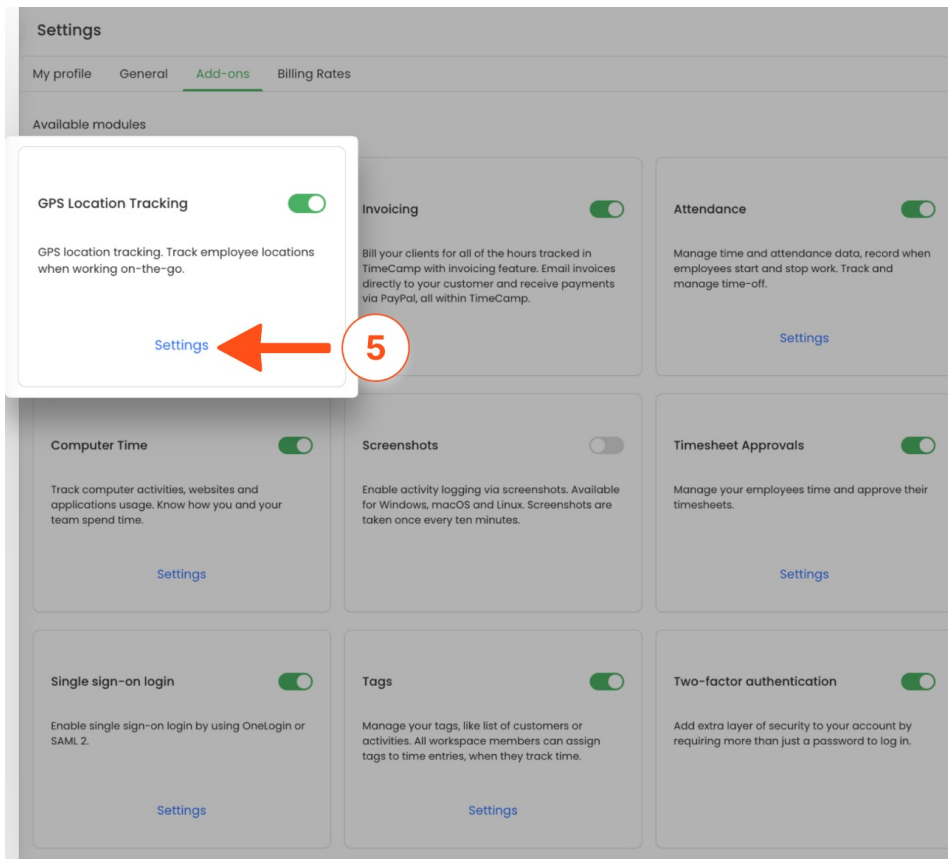 Settings
My profile General Add-ons Billing Rates
Available modules
GPS Location Tracking
GPS location tracking. Track employee locations
when working on-the-go.
Settings
5
Invoicing
Bill your clients for all of the hours tracked in
TimeCamp with invoicing feature. Email invoices
directly to your customer and receive payments
via PayPal, all within TimeCamp.
Attendance
Manage time and attendance data, record when
employees start and stop work. Track and
manage time-off.
Settings
Computer Time
Track computer activities, websites and
applications usage. Know how you and your
team spend time.
Settings
Screenshots
Enable activity logging via screenshots. Available
for Windows, macOS and Linux. Screenshots are
taken once every ten minutes.
Timesheet Approvals
Manage your employees time and approve their
timesheets.
Settings
Single sign-on login
Enable single sign-on login by using OneLogin or
SAML 2.
Settings
Tags
Manage your tags, like list of customers or
activities. All workspace members can assign
tags to time entries, when they track time.
Settings
Two-factor authentication
Add extra layer of security to your account by
requiring more than just a password to log in.